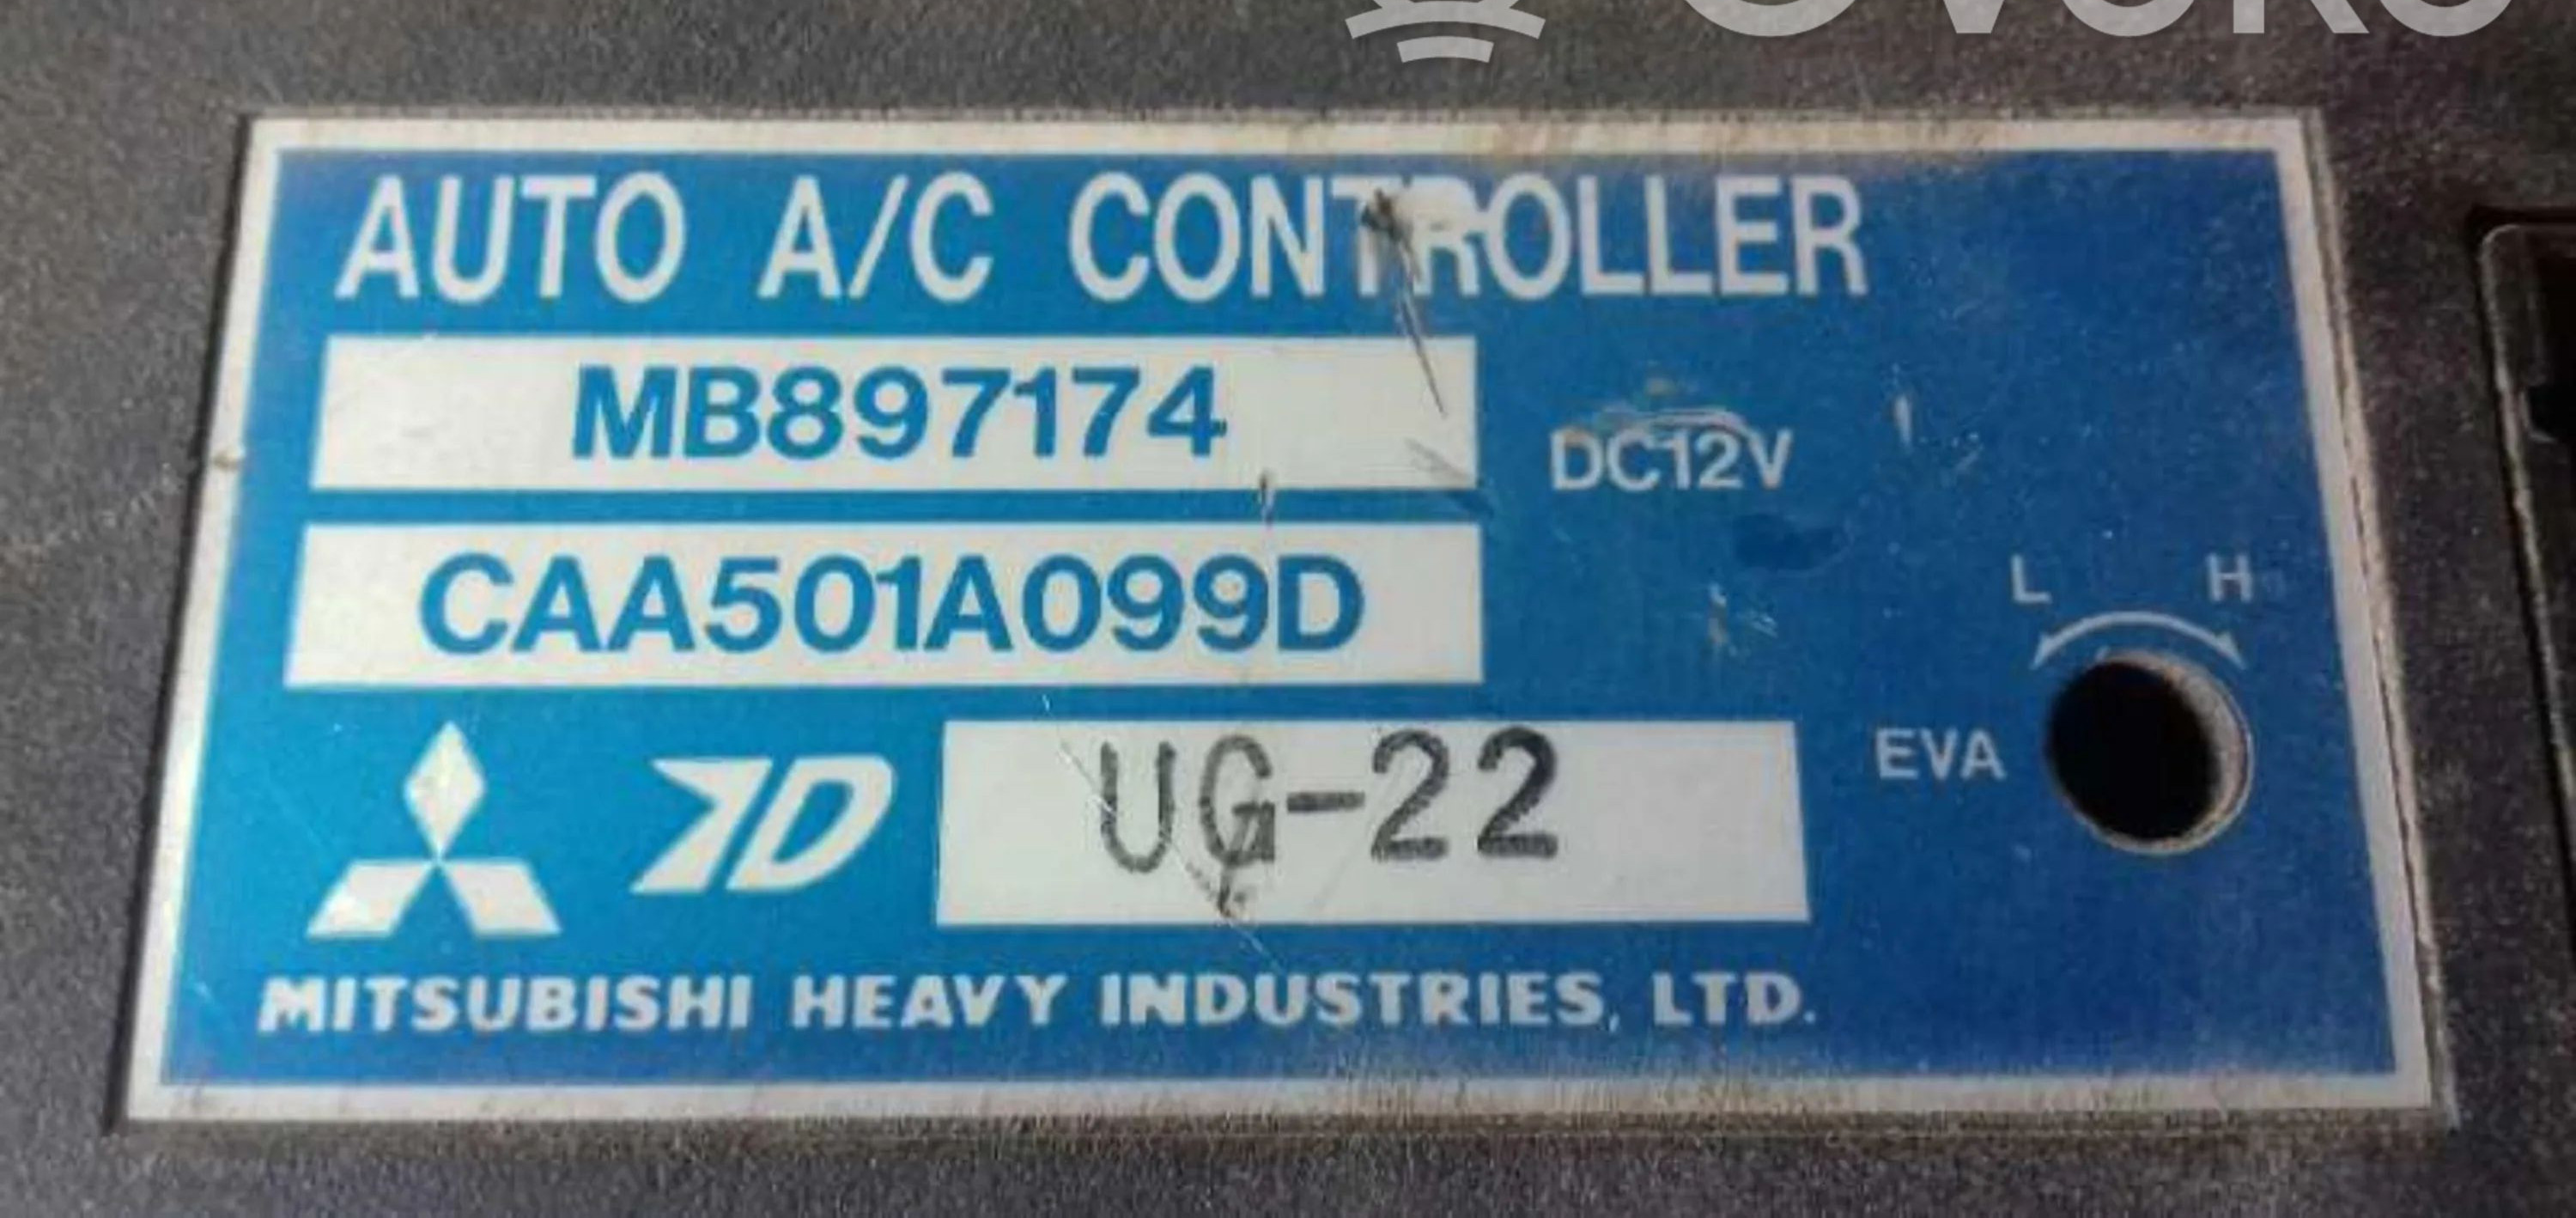 AUTO A/C CONTROLLER
MB897174
DC12V
CAA501A099D
L H
EVA
UG-22
MITSUBISHI HEAVY INDUSTRIES, LTD.